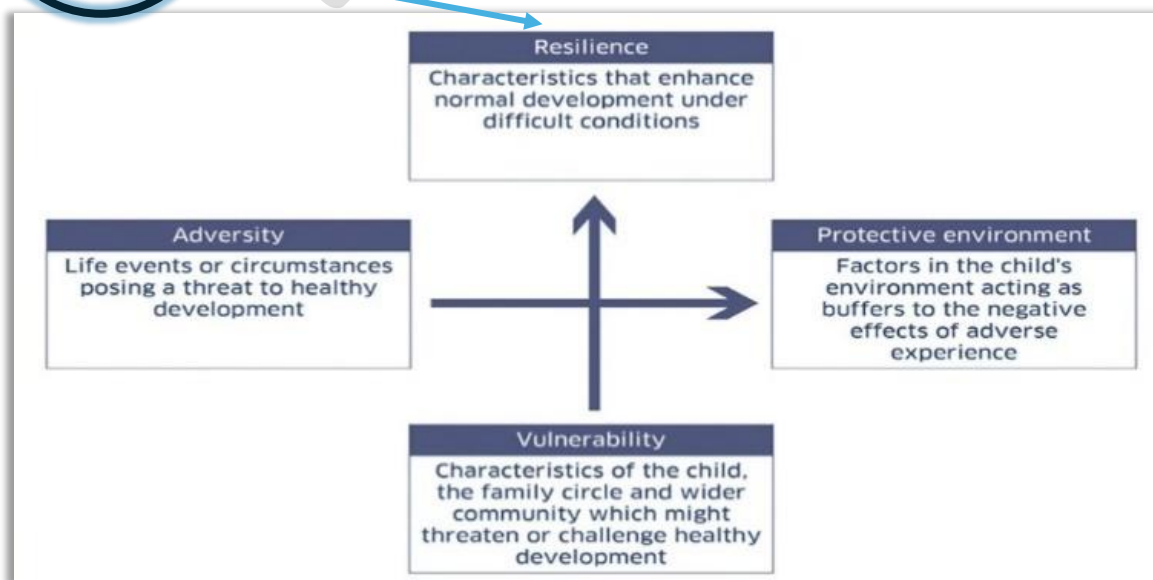 Resilience
Characteristics that enhance
normal development under
difficult conditions
Adversity
Life events or circumstances
posing a threat to healthy
development
Protective environment
Factors in the child's
environment acting as
buffers to the negative
effects of adverse
experience
Vulnerability
Characteristics of the child,
the family circle and wider
community which might
threaten or challenge healthy
development